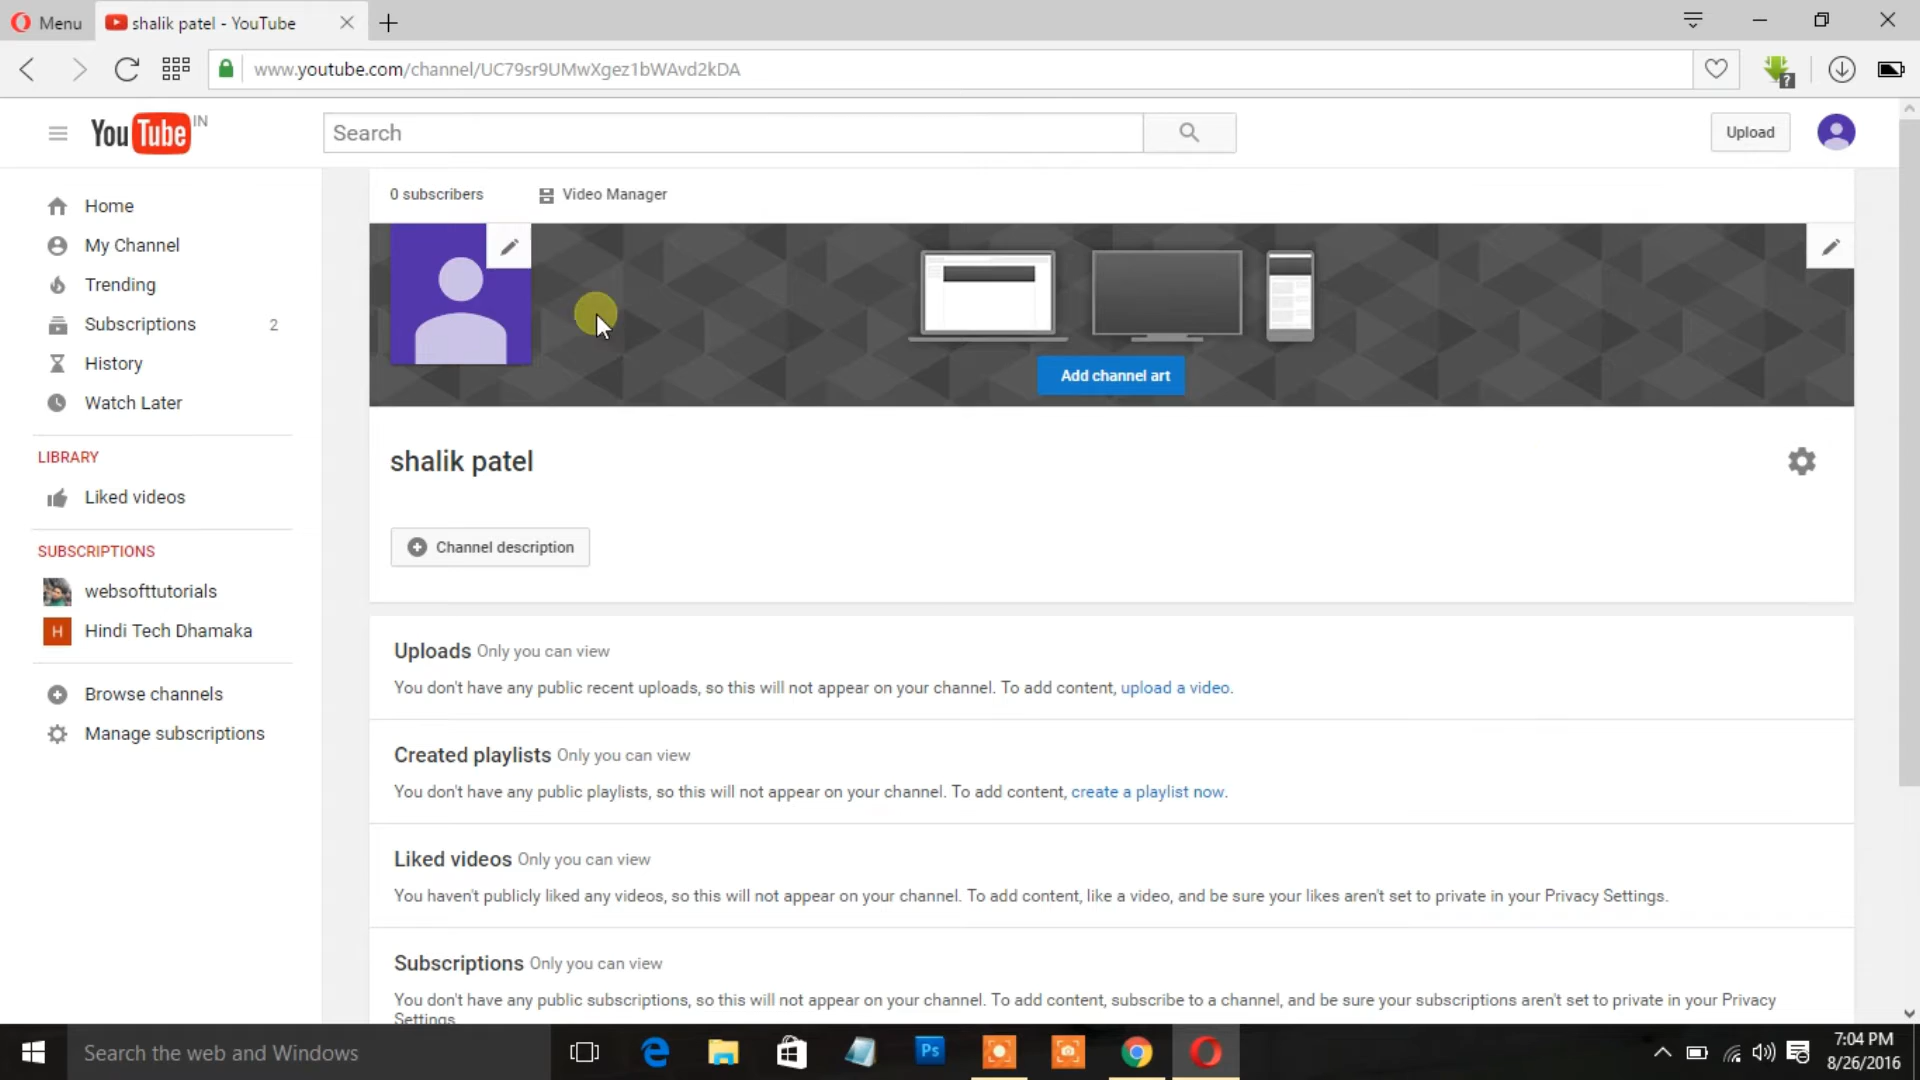 Menu
shalik patel - YouTube
www.youtube.com/channel/UC79sr9UMwXgez1bWAvd2kDA
?
YouTube IN
Search
Upload
Home
My Channel
Trending
Subscriptions 2
History
Watch Later
LIBRARY
Liked videos
SUBSCRIPTIONS
websofttutorials
H Hindi Tech Dhamaka
Browse channels
Manage subscriptions
0 subscribers
Video Manager
Add channel art
shalik patel
Channel description
Uploads Only you can view
You don't have any public recent uploads, so this will not appear on your channel. To add content, upload a video.
Created playlists Only you can view
You don't have any public playlists, so this will not appear on your channel. To add content, create a playlist now.
Liked videos Only you can view
You haven't publicly liked any videos, so this will not appear on your channel. To add content, like a video, and be sure your likes aren't set to private in your Privacy Settings.
Subscriptions Only you can view
You don't have any public subscriptions, so this will not appear on your channel. To add content, subscribe to a channel, and be sure your subscriptions aren't set to private in your Privacy
Settings.
Search the web and Windows
Ps
7:04 PM
8/26/2016